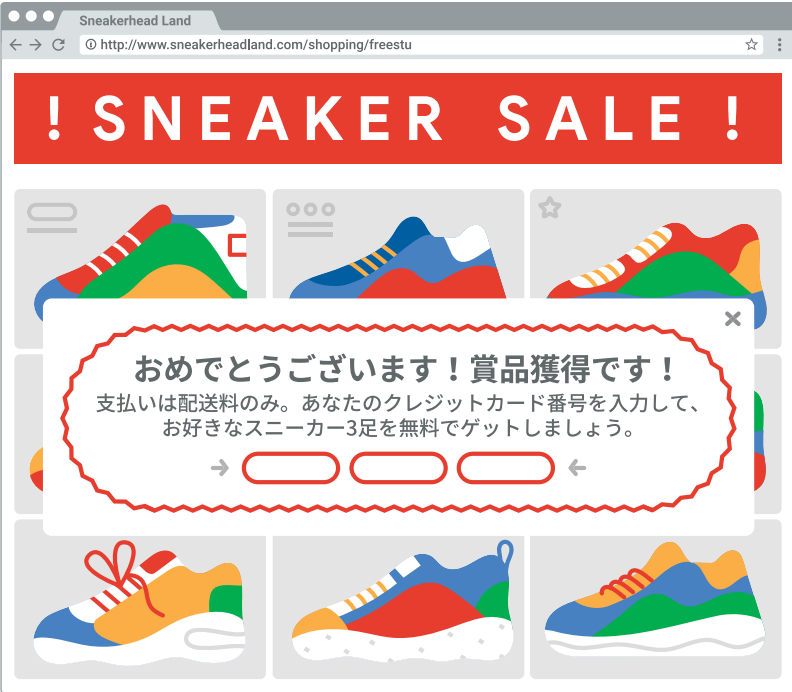 Sneakerhead Land
http://www.sneakerheadland.com/shopping/freestu
! SNEAKER SALE !
おめでとうございます！賞品獲得です！
支払いは配送料のみ。あなたのクレジットカード番号を入力して、
お好きなスニーカー3足を無料でゲットしましょう。